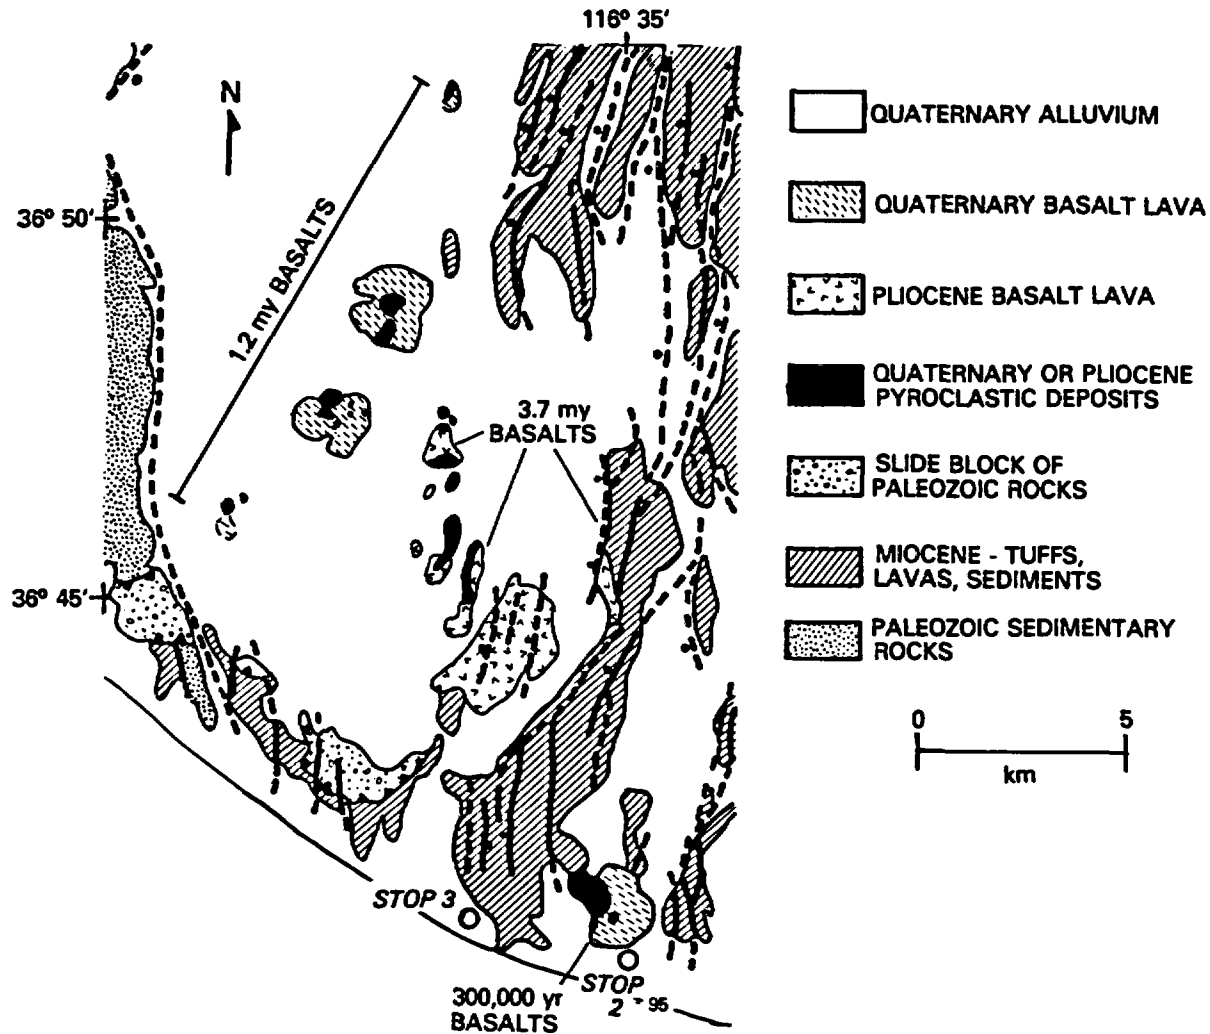 116° 35'
N
36° 50'
1.2 my BASALTS
3.7 my
BASALTS
36° 45'
STOP 3
STOP
2
95
300,000 yr
BASALTS
QUATERNARY ALLUVIUM
QUATERNARY BASALT LAVA
PLIOCENE BASALT LAVA
QUATERNARY OR PLIOCENE
PYROCLASTIC DEPOSITS
SLIDE BLOCK OF
PALEOZOIC ROCKS
MIOCENE - TUFFS,
LAVAS, SEDIMENTS
PALEOZOIC SEDIMENTARY
ROCKS
0 5
km